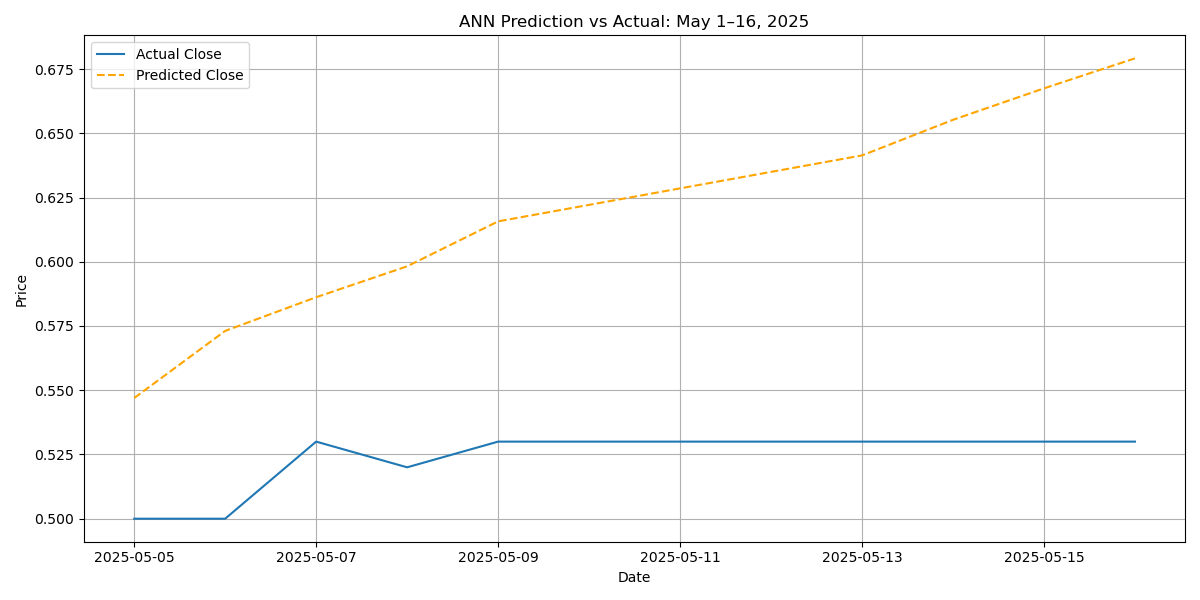 ANN Prediction vs Actual: May 1–16, 2025
Actual Close
Predicted Close
Price
0.675
0.650
0.625
0.600
0.575
0.550
0.525
0.500
2025-05-05
2025-05-07
2025-05-09
2025-05-11
2025-05-13
2025-05-15
Date